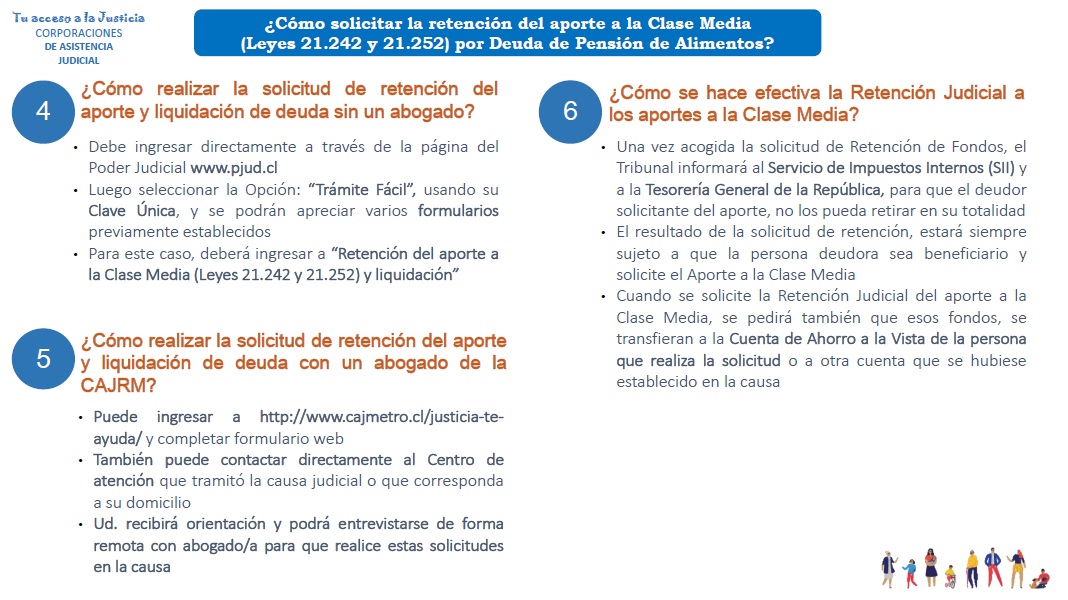 Tu acceso a la Justicia
CORPORACIONES
DE ASISTENCIA
JUDICIAL
¿Cómo solicitar la retención del aporte a la Clase Media
(Leyes 21.242 y 21.252) por Deuda de Pensión de Alimentos?
4
¿Cómo realizar la solicitud de retención del
aporte y liquidación de deuda sin un abogado?
• Debe ingresar directamente a través de la página del
Poder Judicial www.pjud.cl
• Luego seleccionar la Opción: “Trámite Fácil”, usando su
Clave Única, y se podrán apreciar varios formularios
previamente establecidos
• Para este caso, deberá ingresar a “Retención del aporte a
la Clase Media (Leyes 21.242 y 21.252) y liquidación”
5
¿Cómo realizar la solicitud de retención del aporte
y liquidación de deuda con un abogado de la
CAJRM?
• Puede ingresar a http://www.cajmetro.cl/justicia-te-
ayuda/ y completar formulario web
• También puede contactar directamente al Centro de
atención que tramitó la causa judicial o que corresponda
a su domicilio
• Ud. recibirá orientación y podrá entrevistarse de forma
remota con abogado/a para que realice estas solicitudes
en la causa
6
¿Cómo se hace efectiva la Retención Judicial a
los aportes a la Clase Media?
• Una vez acogida la solicitud de Retención de Fondos, el
Tribunal informará al Servicio de Impuestos Internos (SII) y
a la Tesorería General de la República, para que el deudor
solicitante del aporte, no los pueda retirar en su totalidad
• El resultado de la solicitud de retención, estará siempre
sujeto a que la persona deudora sea beneficiario y
solicite el Aporte a la Clase Media
• Cuando se solicite la Retención Judicial del aporte a la
Clase Media, se pedirá también que esos fondos, se
transfieran a la Cuenta de Ahorro a la Vista de la persona
que realiza la solicitud o a otra cuenta que se hubiese
establecido en la causa